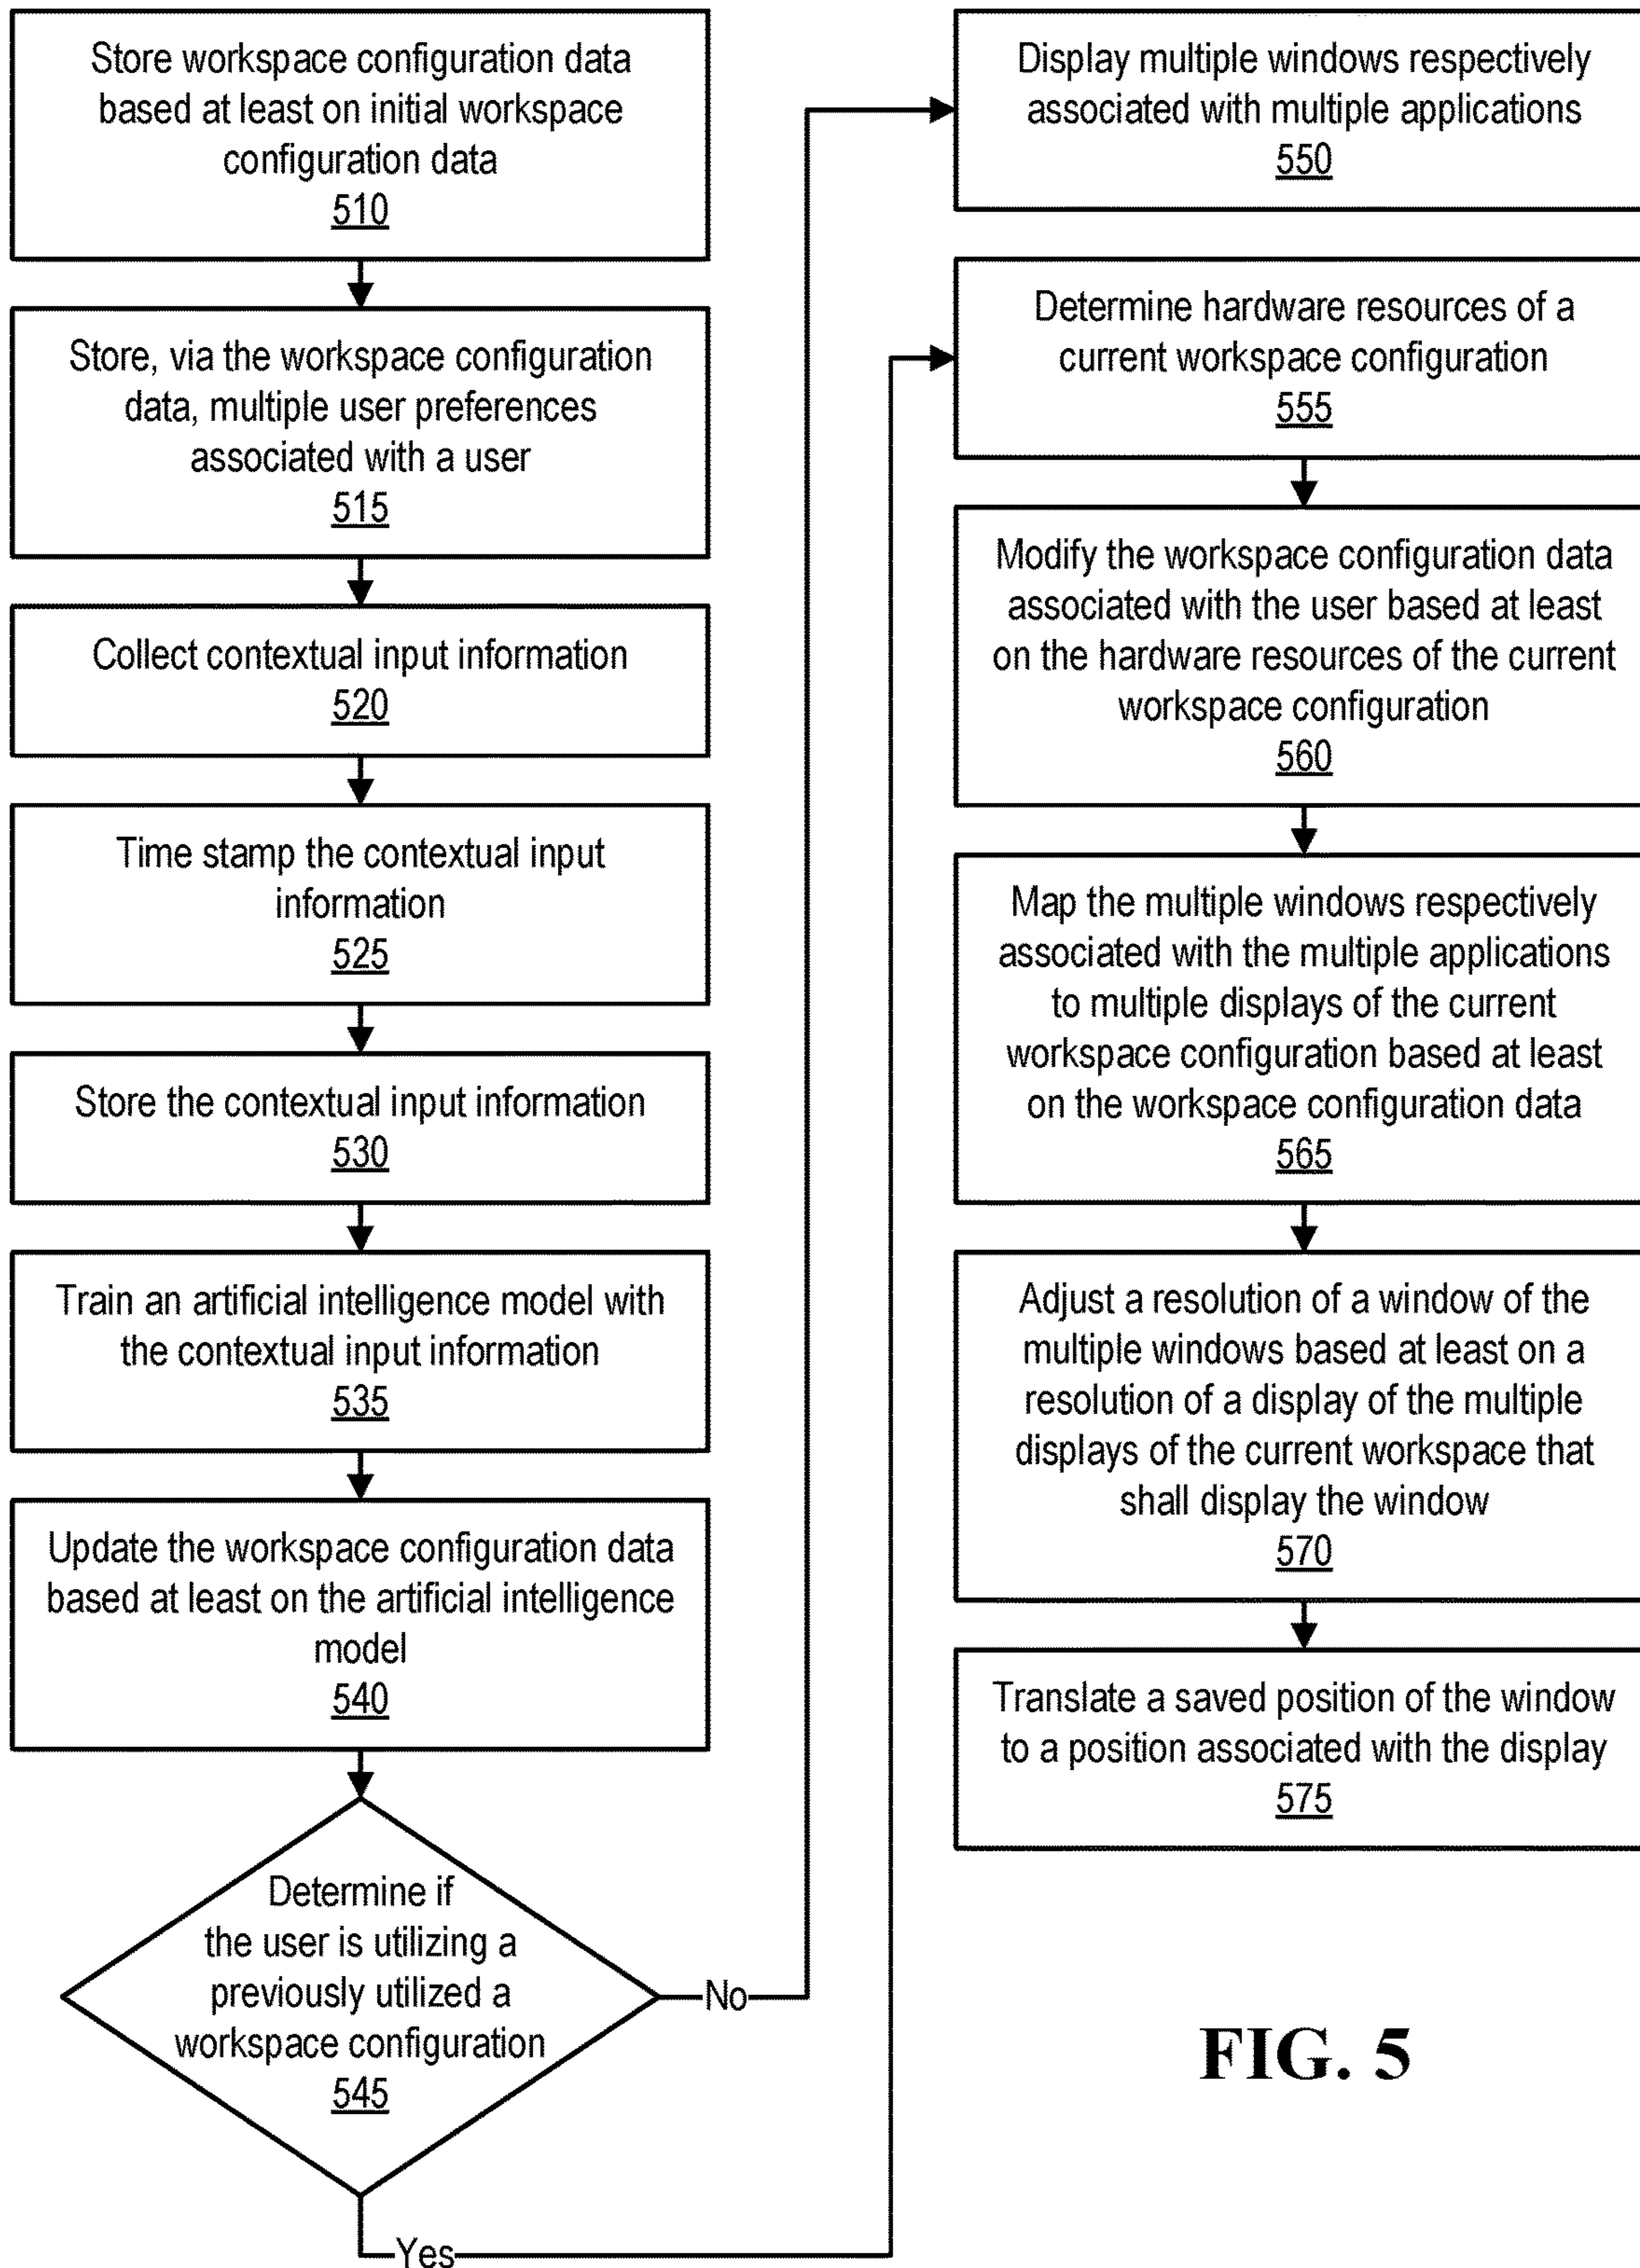 Store workspace configuration data
based at least on initial workspace
configuration data
510
Store, via the workspace configuration
data, multiple user preferences
associated with a user
515
Collect contextual input information
520
Time stamp the contextual input
information
525
Store the contextual input information
530
Train an artificial intelligence model with
the contextual input information
535
Update the workspace configuration data
based at least on the artificial intelligence
model
540
Determine if
the user is utilizing a
previously utilized a
workspace configuration
545
No
Yes
Display multiple windows respectively
associated with multiple applications
550
Determine hardware resources of a
current workspace configuration
555
Modify the workspace configuration data
associated with the user based at least
on the hardware resources of the current
workspace configuration
560
Map the multiple windows respectively
associated with the multiple applications
to multiple displays of the current
workspace configuration based at least
on the workspace configuration data
565
Adjust a resolution of a window of the
multiple windows based at least on a
resolution of a display of the multiple
displays of the current workspace that
shall display the window
570
Translate a saved position of the window
to a position associated with the display
575
FIG. 5